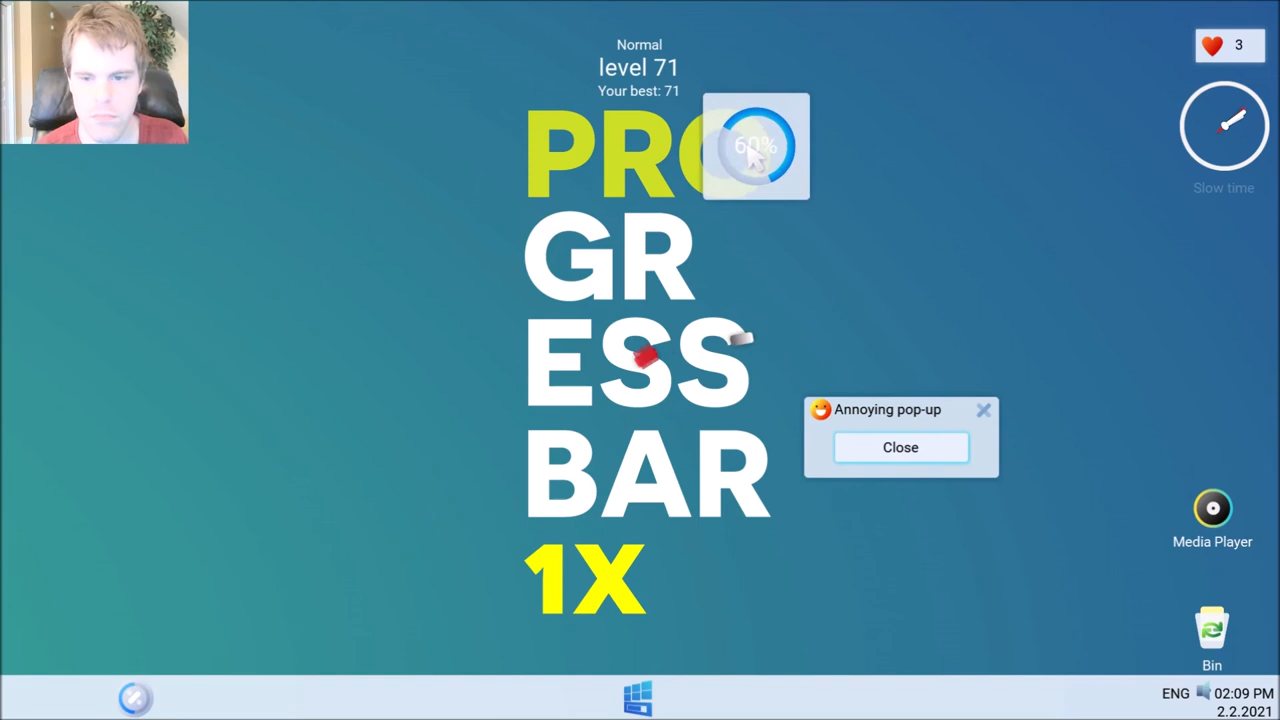 Normal
level 71
Your best: 71
3
PRO
60%
Slow time
GR
ESS
Annoying pop-up
Close
BAR
Media Player
1X
Bin
ENG 02:09 PM
2.2.2021